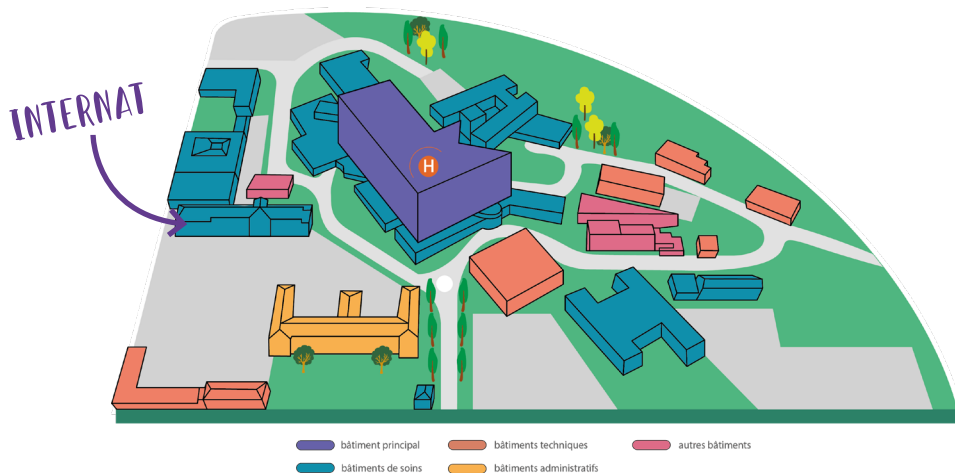 INTERNAT
H
bâtiment principal
bâtiments techniques
autres bâtiments
bâtiments de soins
bâtiments administratifs